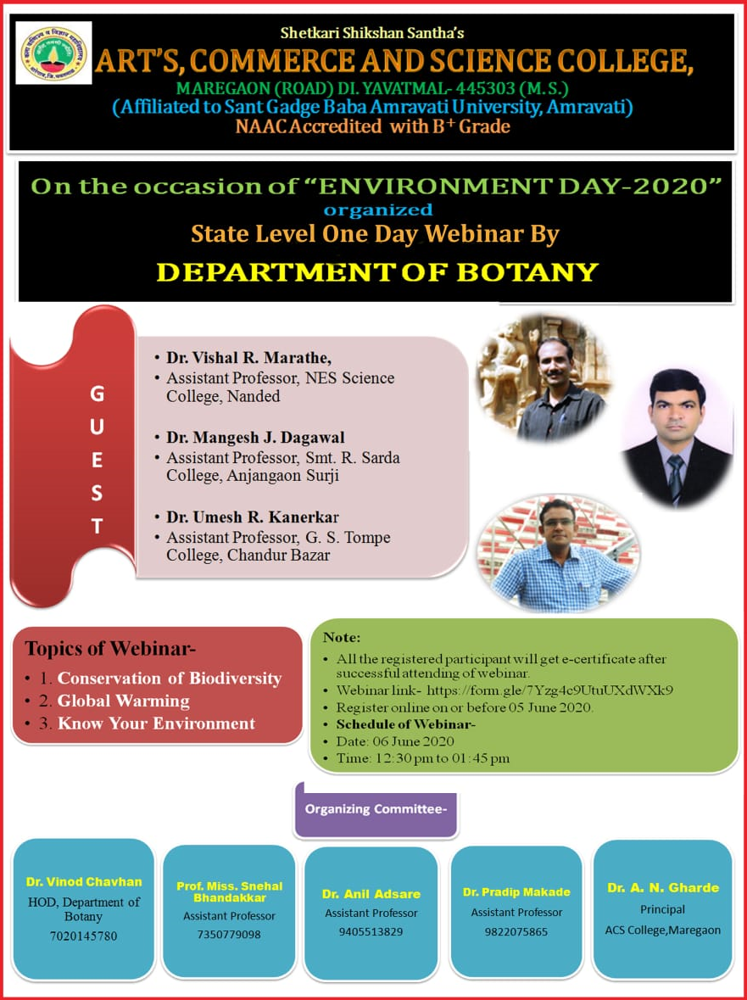 Shetkari Shikshan Santha's
ART'S, COMMERCE AND SCIENCE COLLEGE,
MAREGAON (ROAD) DI. YAVATMAL- 445303 (M.S.)
(Affiliated to Sant Gadge Baba Amravati University, Amravati)
NAAC Accredited with B+ Grade
On the occasion of “ENVIRONMENT DAY-2020”
organized
State Level One Day Webinar By
DEPARTMENT OF BOTANY
GUEST
• Dr. Vishal R. Marathe,
• Assistant Professor, NES Science
College, Nanded
• Dr. Mangesh J. Dagawal
• Assistant Professor, Smt. R. Sarda
College, Anjangaon Surji
• Dr. Umesh R. Kanerkar
• Assistant Professor, G. S. Tompe
College, Chandur Bazar
Topics of Webinar-
• 1. Conservation of Biodiversity
• 2. Global Warming
• 3. Know Your Environment
Note:
• All the registered participant will get e-certificate after
successful attending of webinar.
• Webinar link- https://form.gle/7Yzg4c9UtuUXdWXk9
• Register online on or before 05 June 2020.
• Schedule of Webinar-
• Date: 06 June 2020
• Time: 12:30 pm to 01:45 pm
Organizing Committee-
Dr. Vinod Chavhan
HOD, Department of
Botany
7020145780
Prof. Miss. Snehal
Bhandakkar
Assistant Professor
7350779098
Dr. Anil Adsare
Assistant Professor
9405513829
Dr. Pradip Makade
Assistant Professor
9822075865
Dr. A. N. Gharde
Principal
ACS College,Maregaon